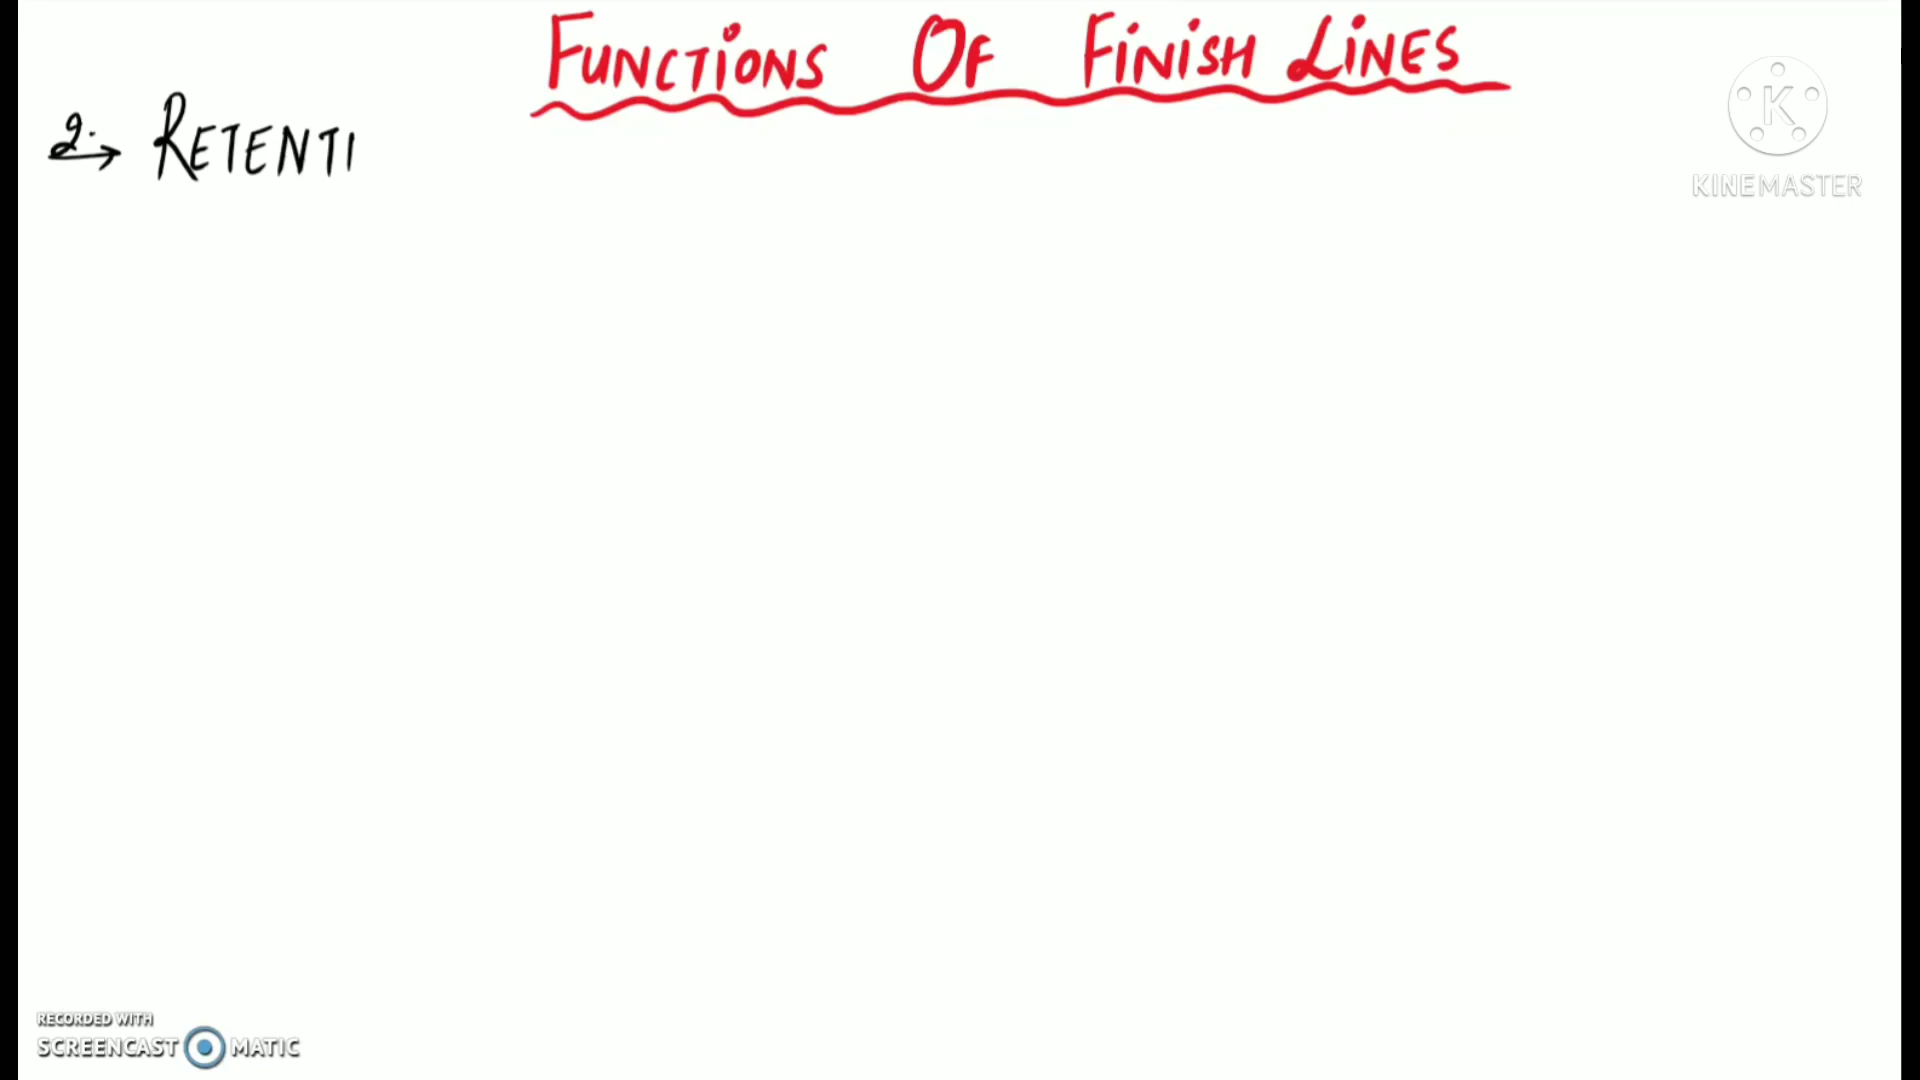 FUNCTIONS OF FINISH LINES
2. → RETENTI
K
KINEMASTER
RECORDED WITH
SCREENCAST MATIC